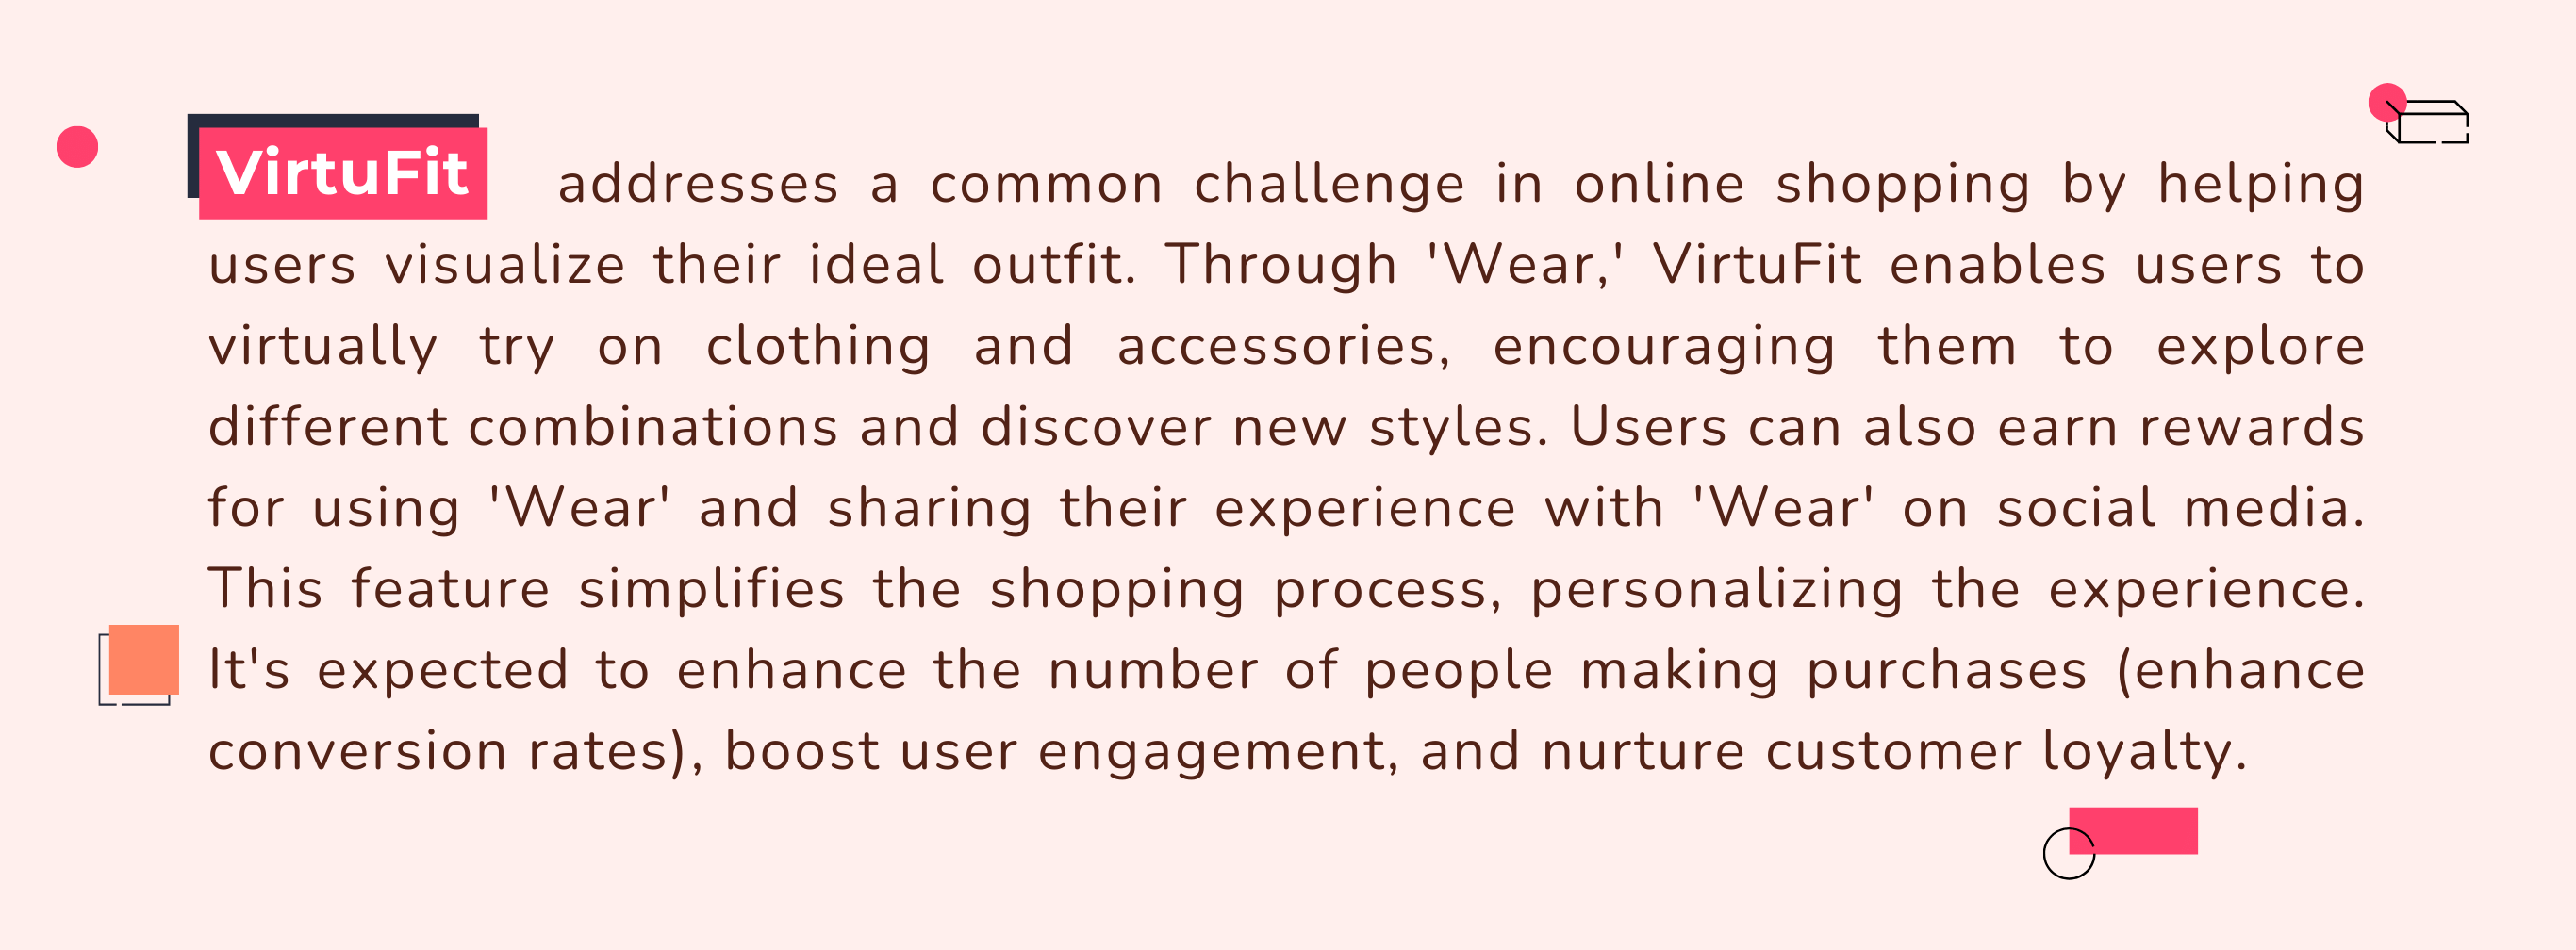 VirtuFit addresses a common challenge in online shopping by helping
users visualize their ideal outfit. Through 'Wear,' VirtuFit enables users to
virtually try on clothing and accessories, encouraging them to explore
different combinations and discover new styles. Users can also earn rewards
for using 'Wear' and sharing their experience with 'Wear' on social media.
This feature simplifies the shopping process, personalizing the experience.
It's expected to enhance the number of people making purchases (enhance
conversion rates), boost user engagement, and nurture customer loyalty.